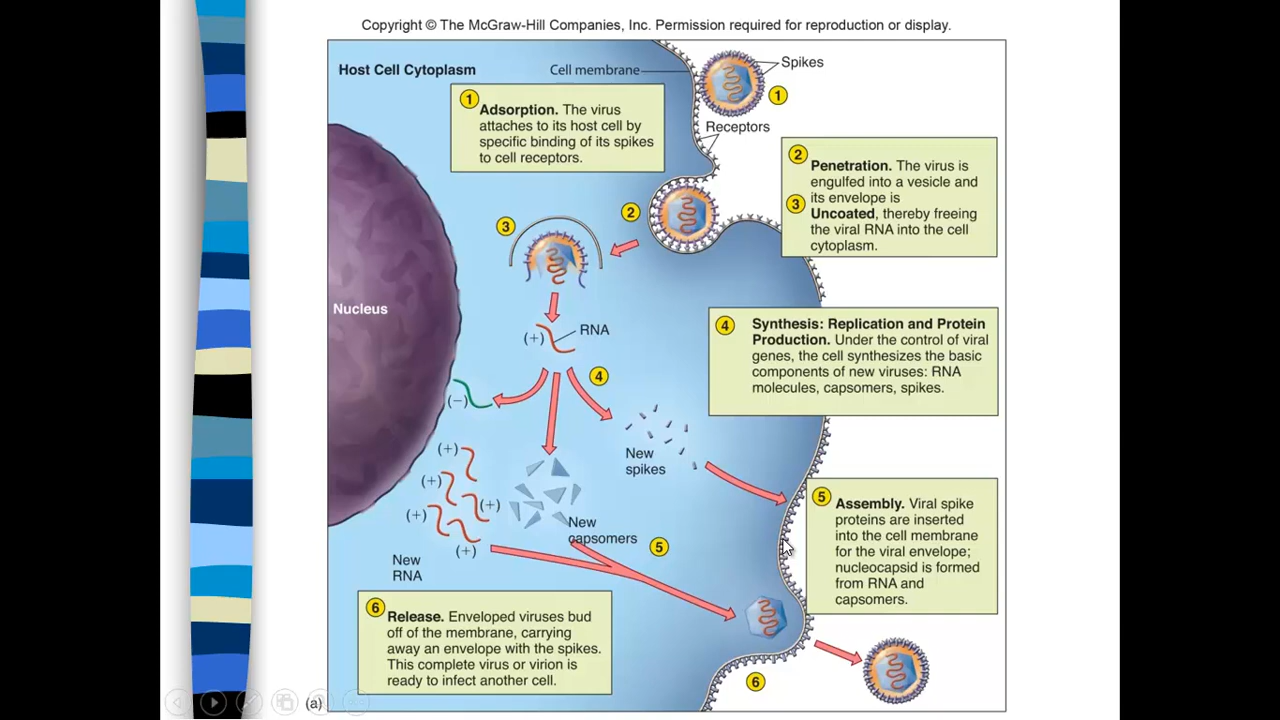 Copyright © The McGraw-Hill Companies, Inc. Permission required for reproduction or display.
Host Cell Cytoplasm
Cell membrane
Spikes
1
Receptors
1
Adsorption. The virus
attaches to its host cell by
specific binding of its spikes
to cell receptors.
2
Penetration. The virus is
engulfed into a vesicle and
its envelope is
3
Uncoated, thereby freeing
the viral RNA into the cell
cytoplasm.
2
3
Nucleus
(+)
RNA
4
(−)
4
Synthesis: Replication and Protein
Production. Under the control of viral
genes, the cell synthesizes the basic
components of new viruses: RNA
molecules, capsomers, spikes.
New
spikes
(+)
(+)
(+)
(+)
(+)
New
capsomers
5
New
RNA
5
Assembly. Viral spike
proteins are inserted
into the cell membrane
for the viral envelope;
nucleocapsid is formed
from RNA and
capsomers.
6
Release. Enveloped viruses bud
off of the membrane, carrying
away an envelope with the spikes.
This complete virus or virion is
ready to infect another cell.
6
(a)